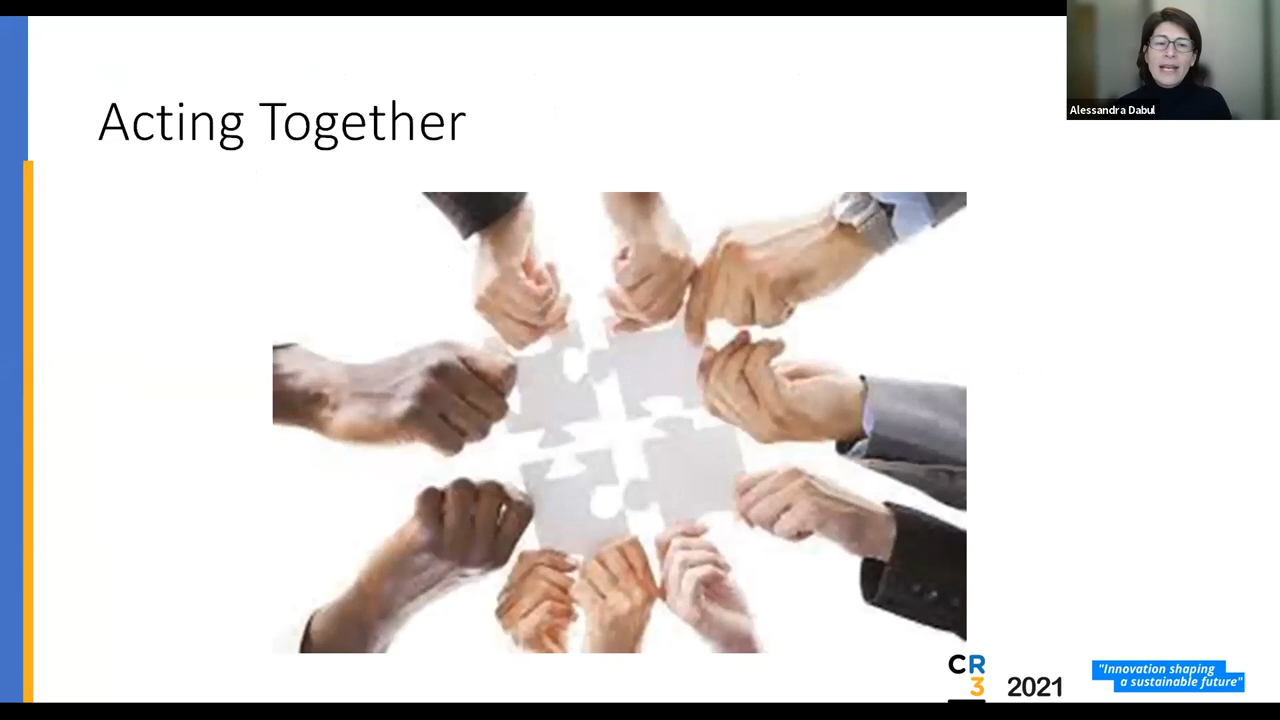 Acting Together
Alessandra Dabul
CR
3
2021
"Innovation shaping
a sustainable future"